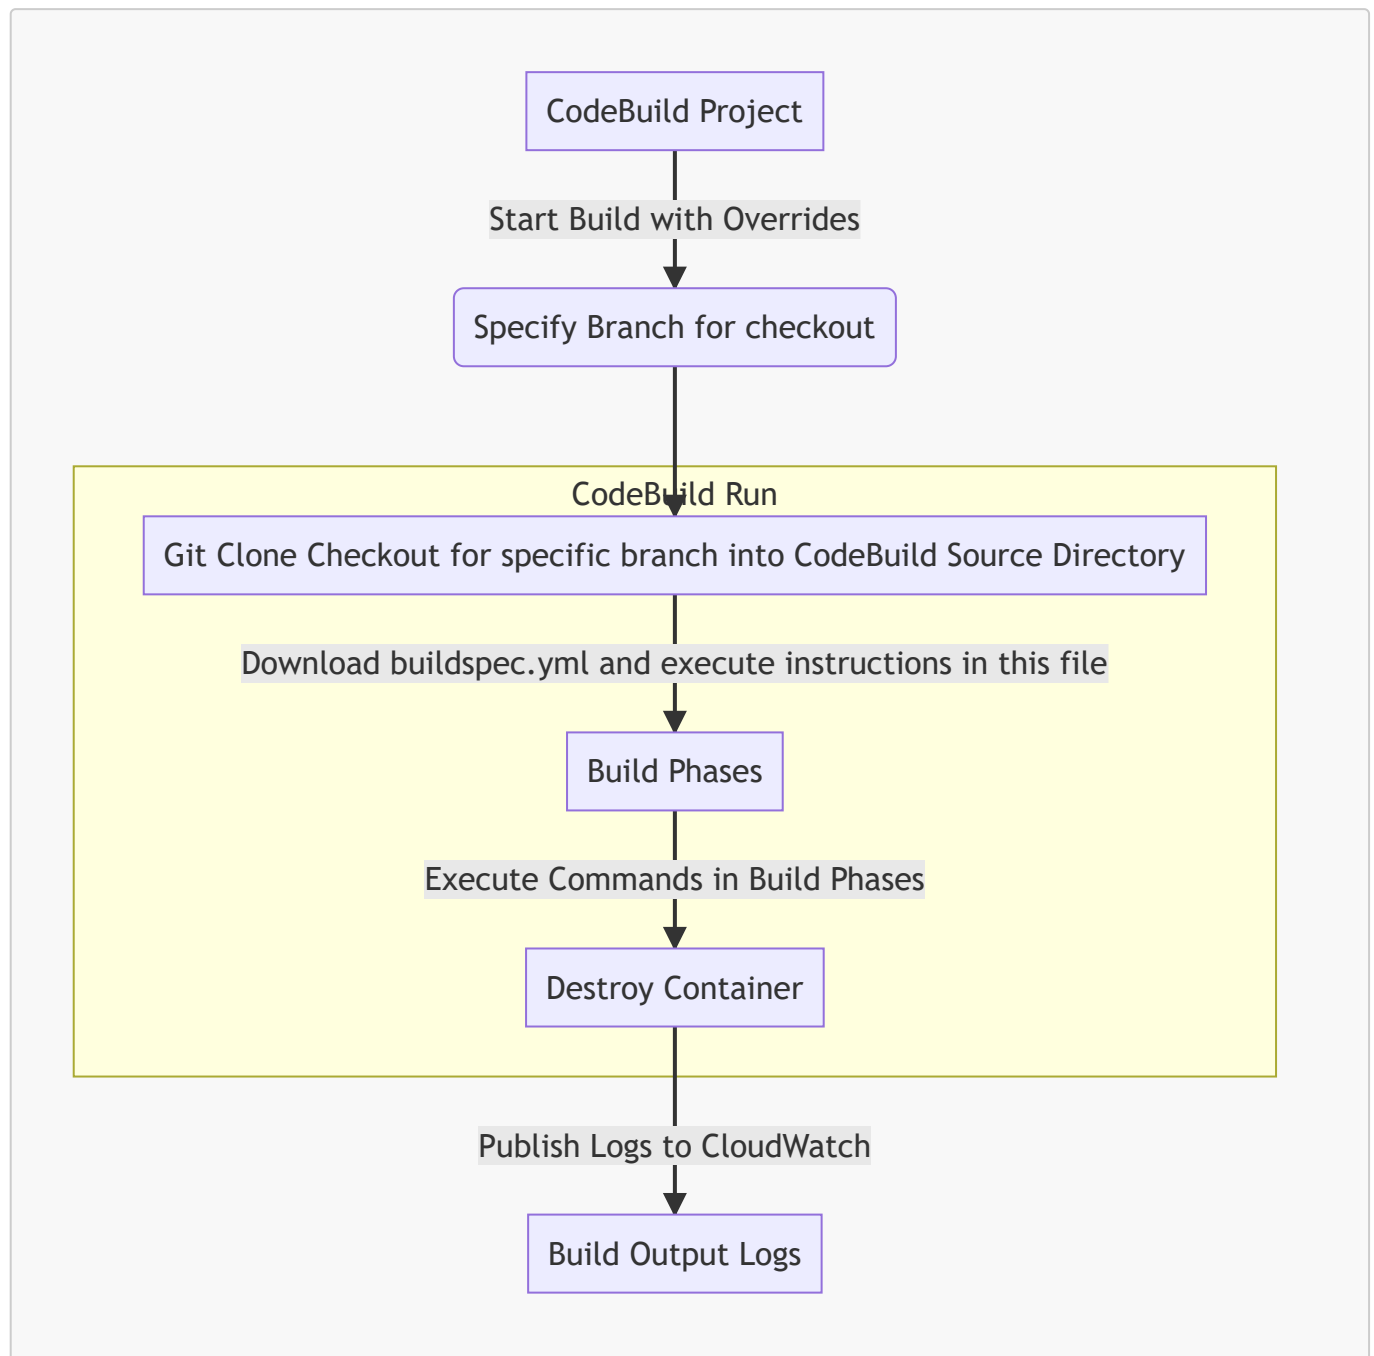 CodeBuild Project
Start Build with Overrides
Specify Branch for checkout
CodeBuild Run
Git Clone Checkout for specific branch into CodeBuild Source Directory
Download buildspec.yml and execute instructions in this file
Build Phases
Execute Commands in Build Phases
Destroy Container
Publish Logs to CloudWatch
Build Output Logs